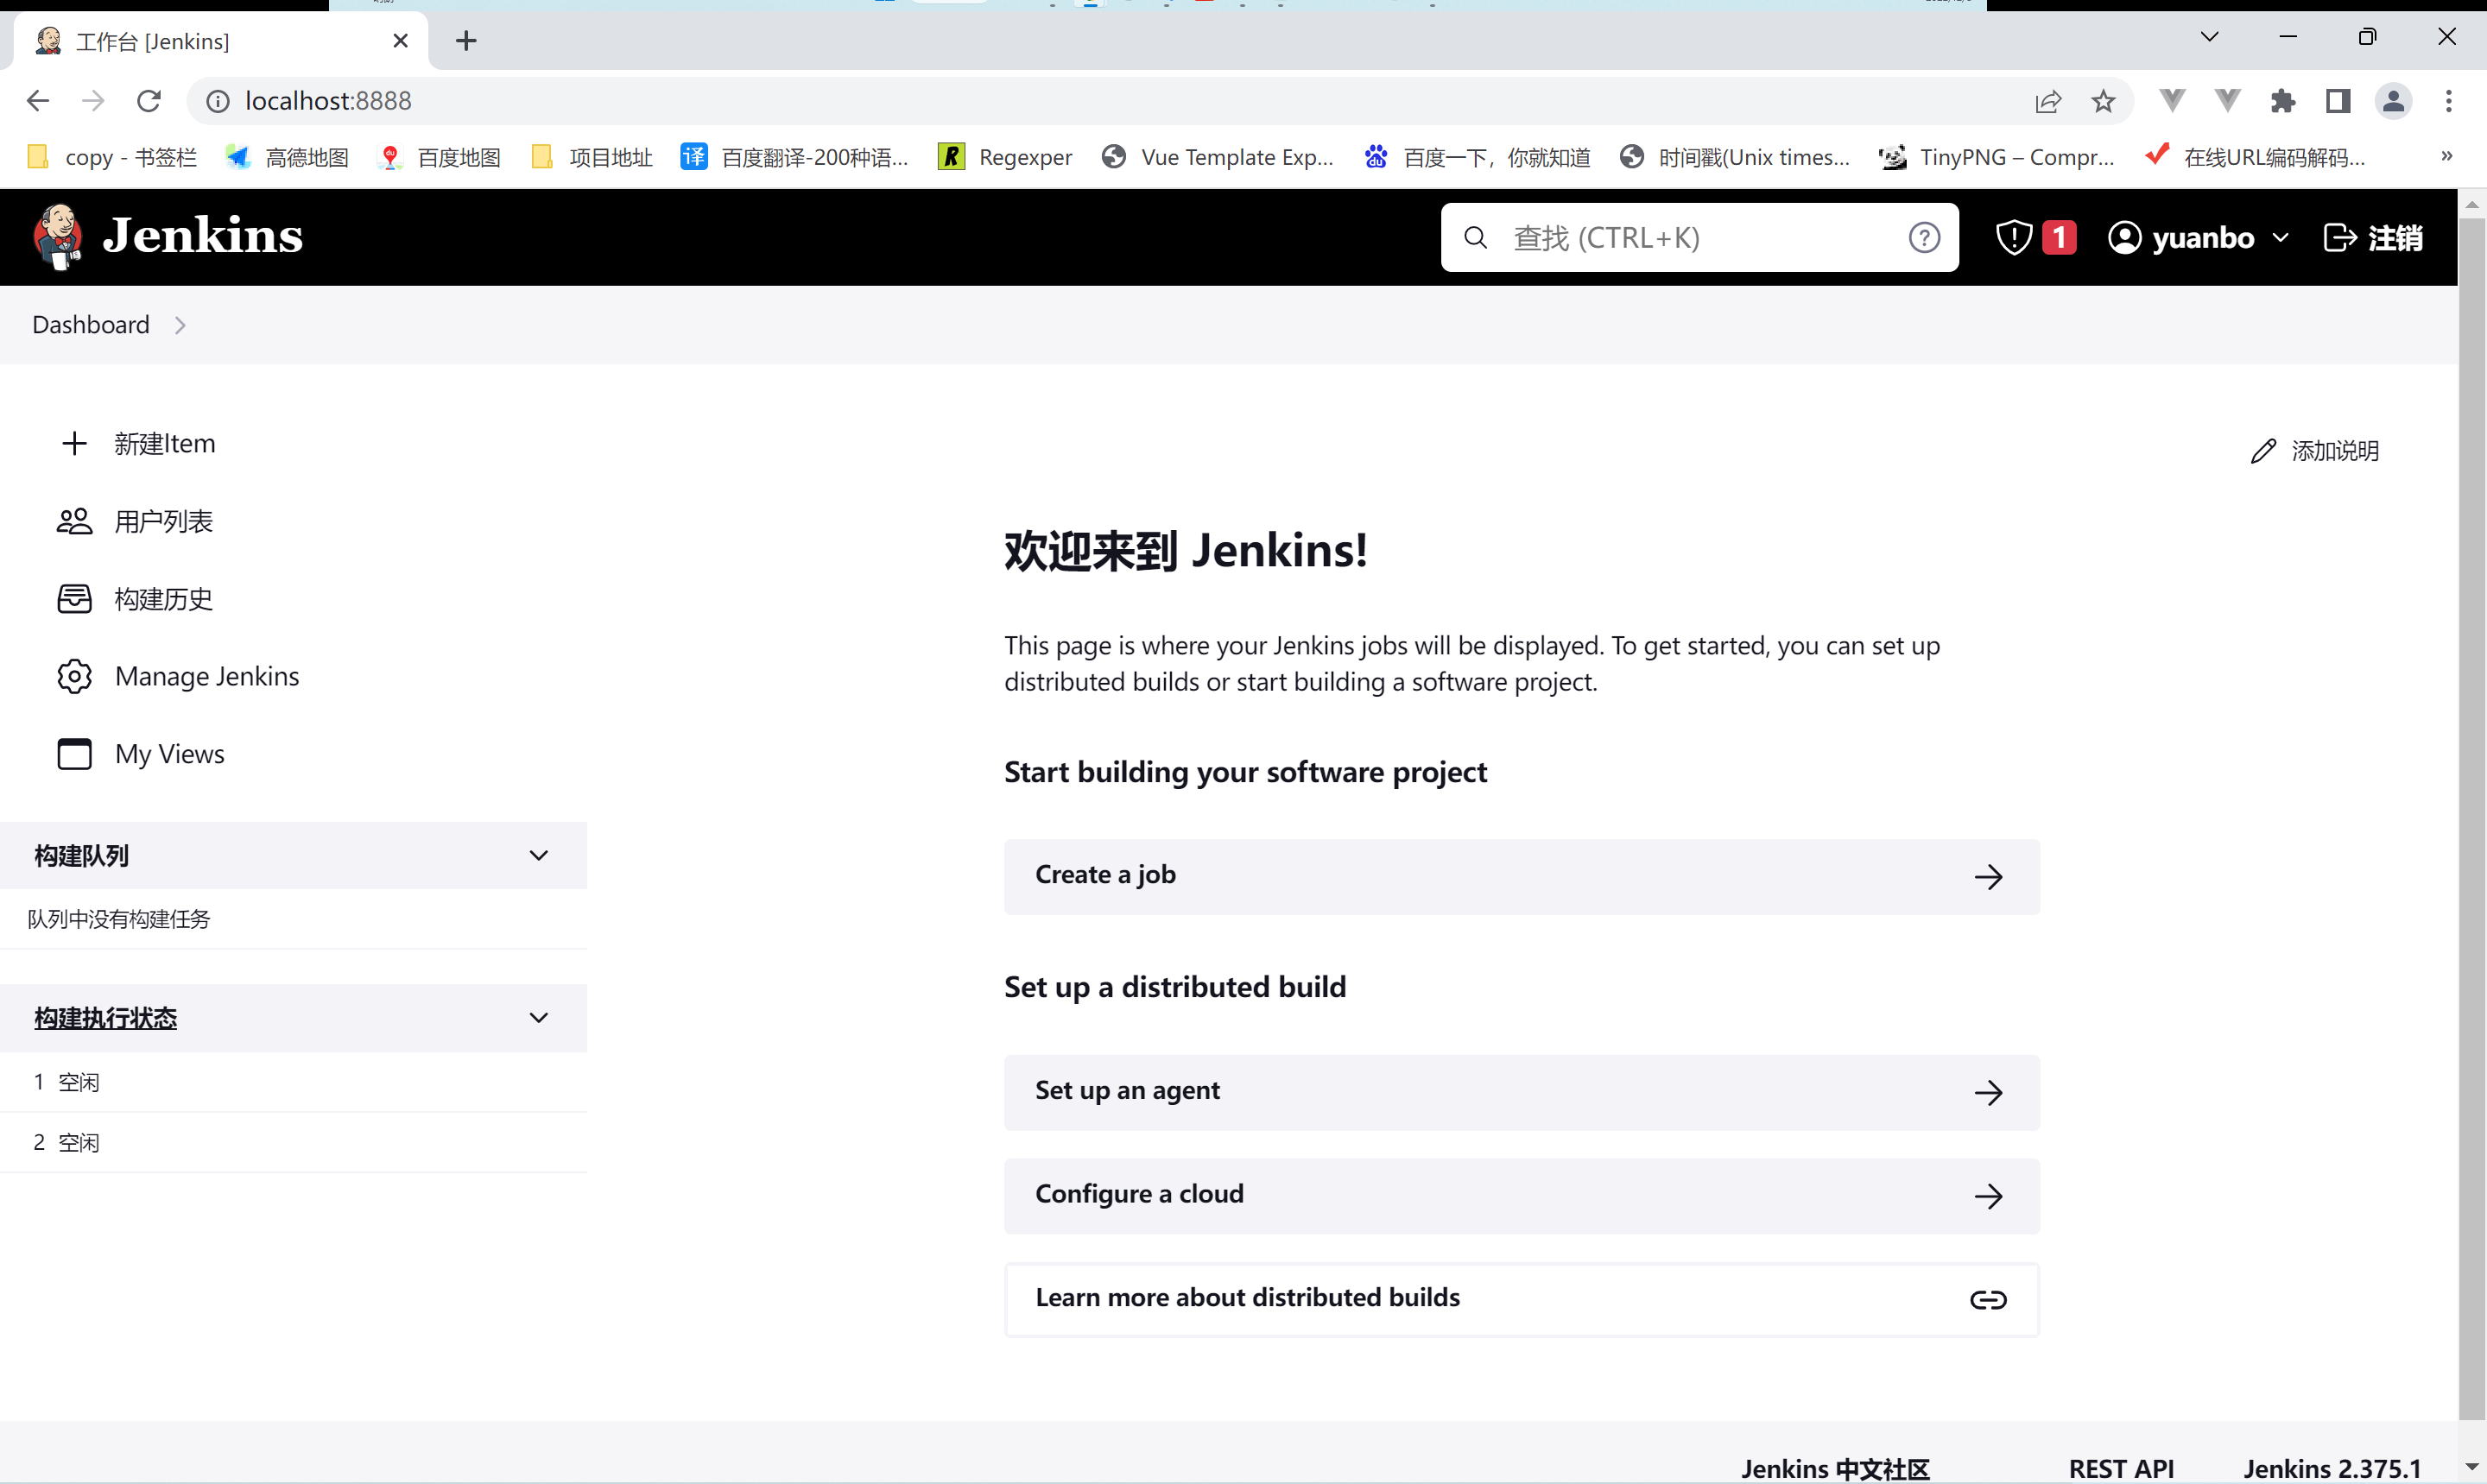 工作台 [Jenkins]
localhost:8888
copy - 书签栏 高德地图 百度地图 项目地址 百度翻译-200种语... Regexper Vue Template Exp... 百度一下，你就知道 时间戳(Unix times... TinyPNG – Compr... 在线URL编码解码... »
Jenkins 查找 (CTRL+K) 1 yuanbo 注销
Dashboard
新建Item
用户列表
构建历史
Manage Jenkins
My Views
构建队列
队列中没有构建任务
构建执行状态
1 空闲
2 空闲
添加说明
欢迎来到 Jenkins!
This page is where your Jenkins jobs will be displayed. To get started, you can set up
distributed builds or start building a software project.
Start building your software project
Create a job
Set up a distributed build
Set up an agent
Configure a cloud
Learn more about distributed builds
Jenkins 中文社区 REST API Jenkins 2.375.1